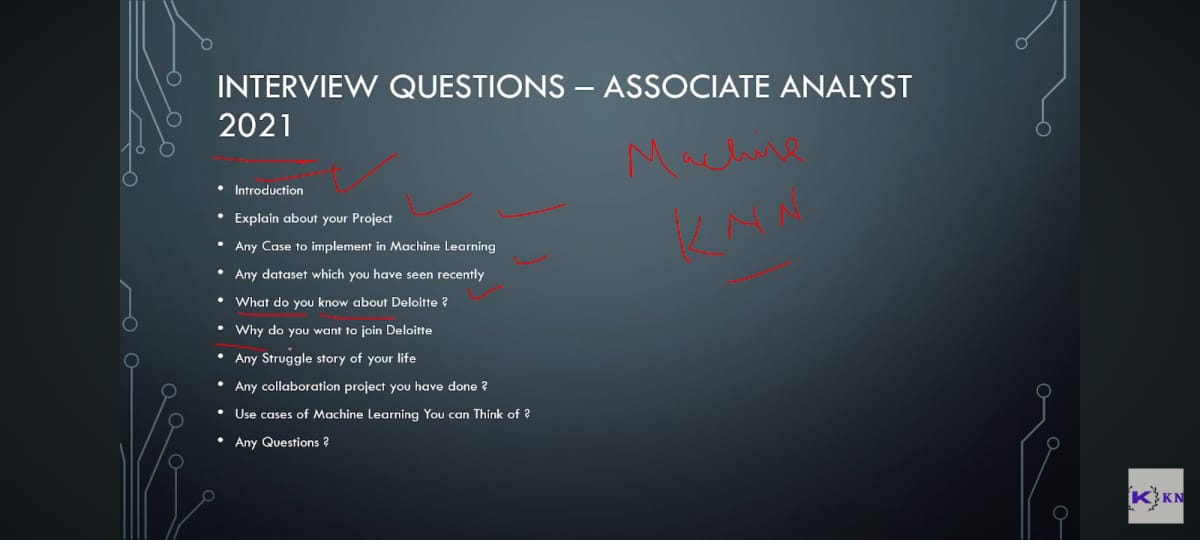 INTERVIEW QUESTIONS – ASSOCIATE ANALYST
2021
• Introduction
• Explain about your Project
• Any Case to implement in Machine Learning
• Any dataset which you have seen recently
• What do you know about Deloitte ?
• Why do you want to join Deloitte
• Any Struggle story of your life
• Any collaboration project you have done ?
• Use cases of Machine Learning You can Think of ?
• Any Questions ?
Machine
KNN
K KN